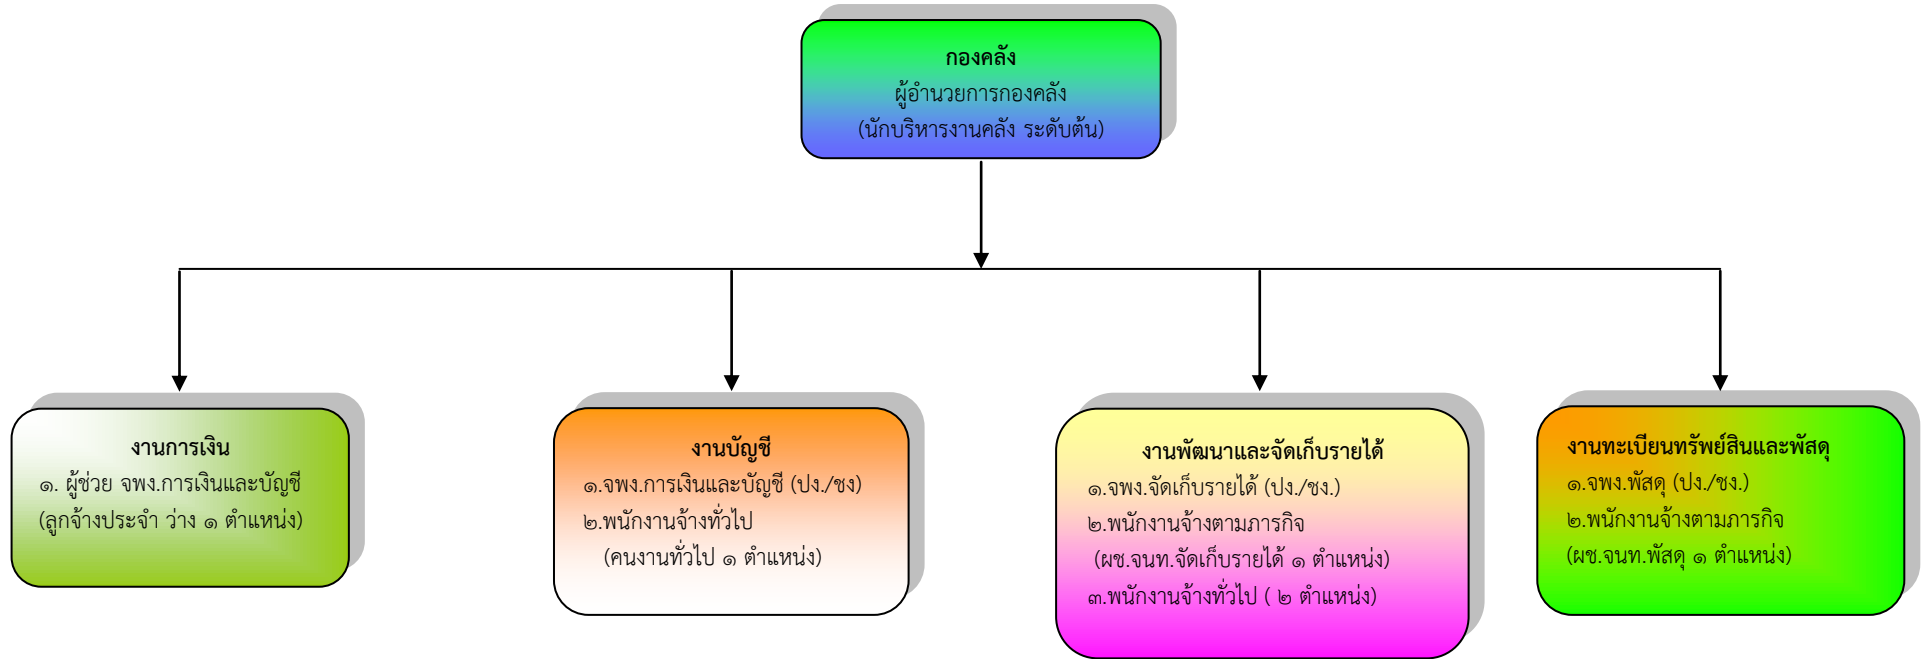 กองคลัง
ผู้อำนวยการกองคลัง
(นักบริหารงานคลัง ระดับต้น)
งานการเงิน
๑. ผู้ช่วย จพง.การเงินและบัญชี
(ลูกจ้างประจำ ว่าง ๑ ตำแหน่ง)
งานบัญชี
๑.จพง.การเงินและบัญชี (ปง./ชง)
๒.พนักงานจ้างทั่วไป
(คนงานทั่วไป ๑ ตำแหน่ง)
งานพัฒนาและจัดเก็บรายได้
๑.จพง.จัดเก็บรายได้ (ปง./ชง.)
๒.พนักงานจ้างตามภารกิจ
(ผช.จนท.จัดเก็บรายได้ ๑ ตำแหน่ง)
๓.พนักงานจ้างทั่วไป ( ๒ ตำแหน่ง)
งานทะเบียนทรัพย์สินและพัสดุ
๑.จพง.พัสดุ (ปง./ชง.)
๒.พนักงานจ้างตามภารกิจ
(ผช.จนท.พัสดุ ๑ ตำแหน่ง)